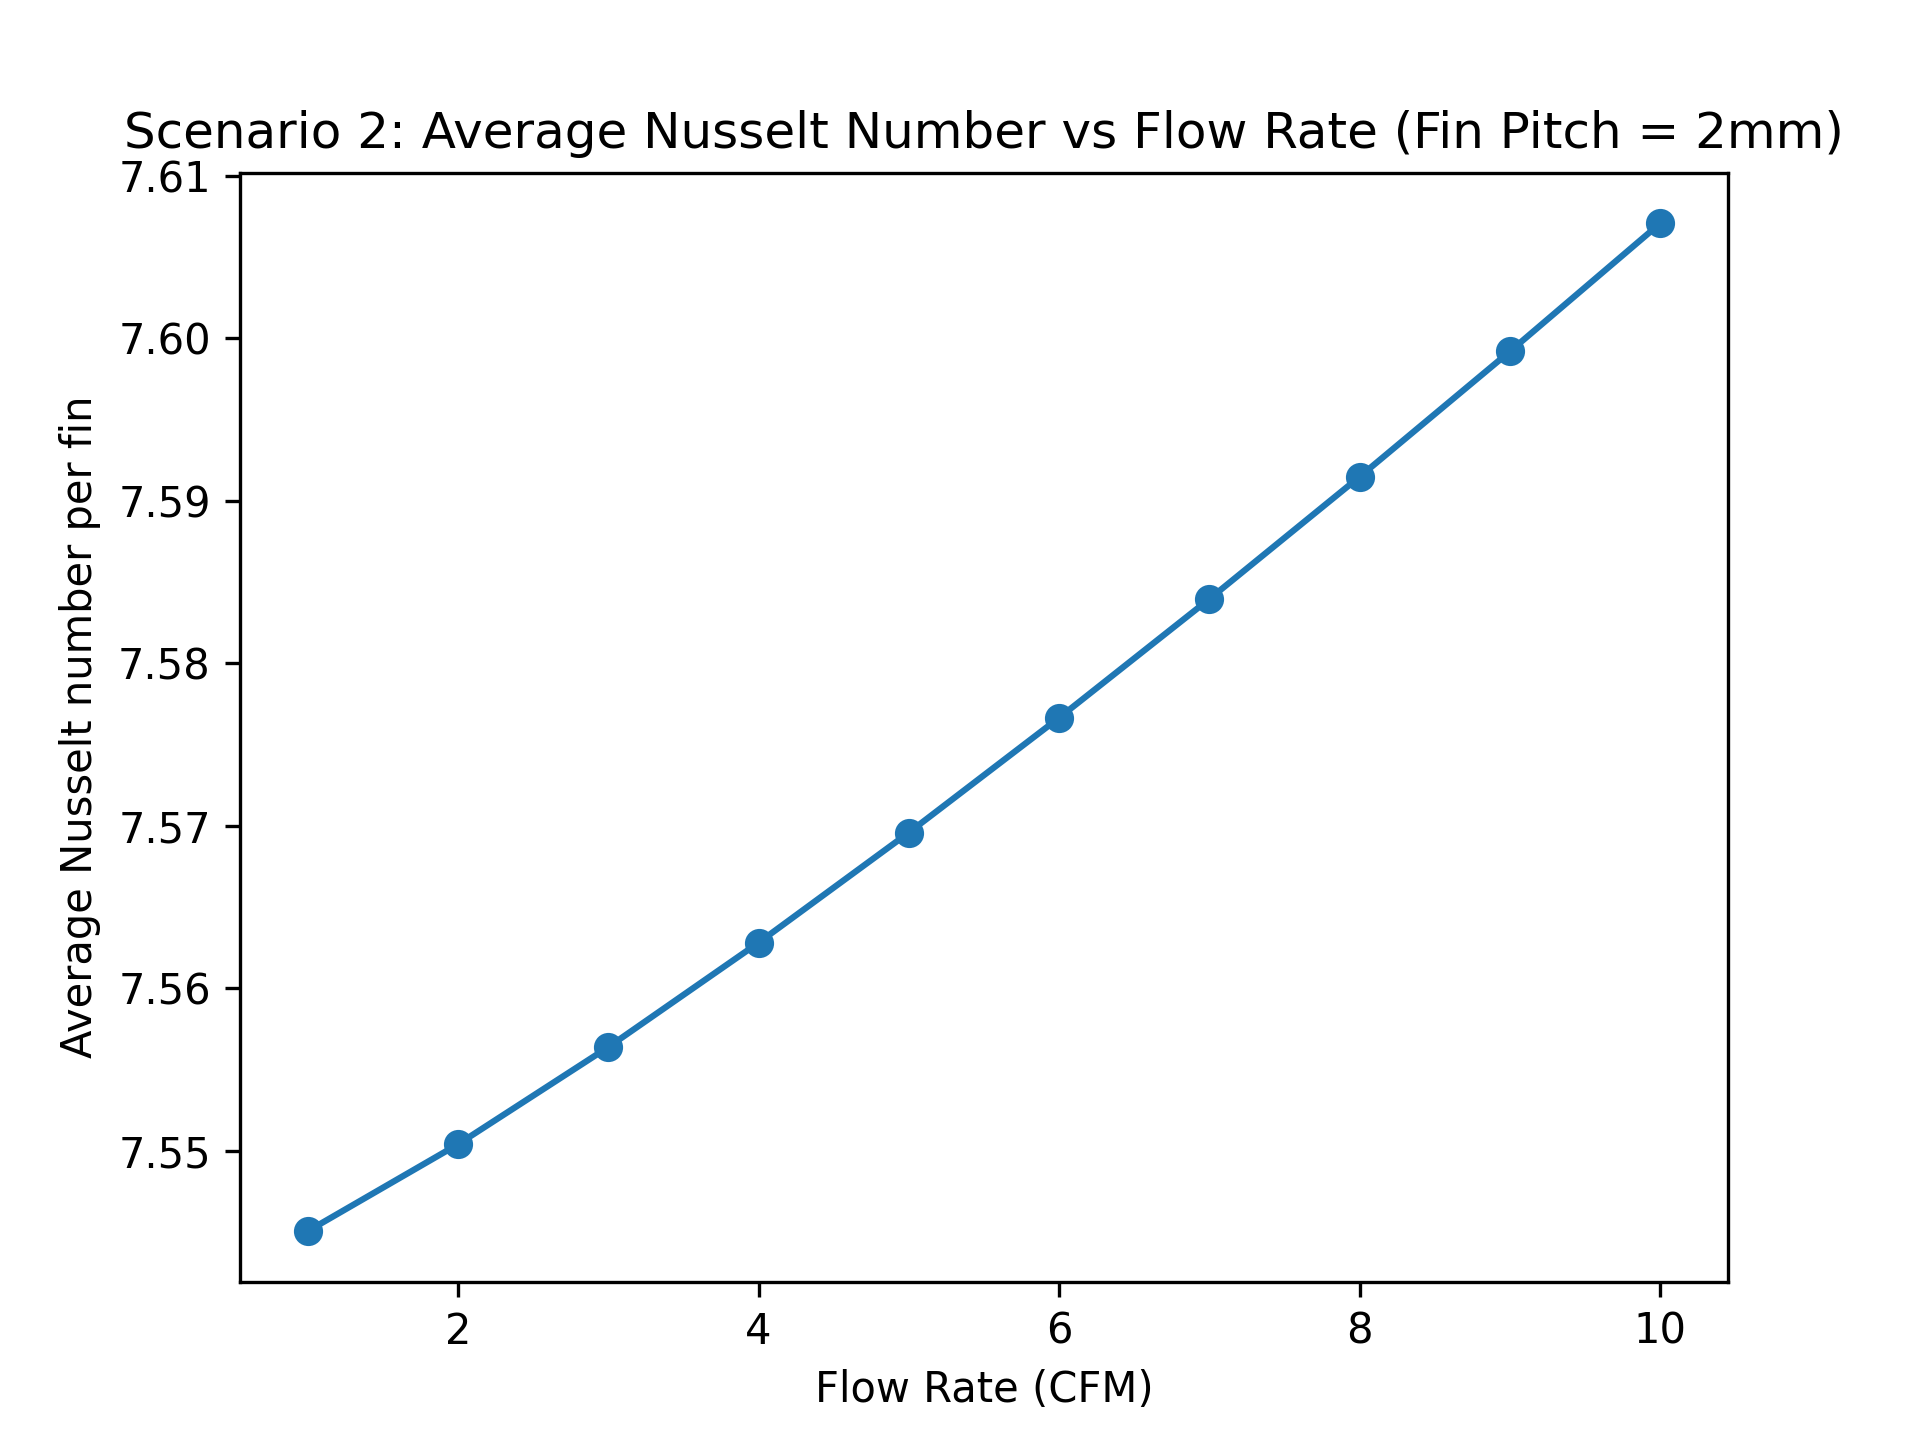 Scenario 2: Average Nusselt Number vs Flow Rate (Fin Pitch = 2mm)
7.61
7.60
7.59
7.58
7.57
7.56
7.55
Average Nusselt number per fin
2 4 6 8 10
Flow Rate (CFM)